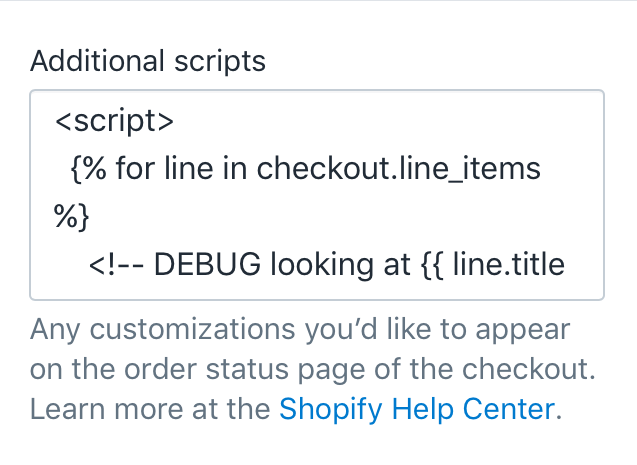 Additional scripts
<script>
{% for line in checkout.line_items
%}
<!-- DEBUG looking at {{ line.title
Any customizations you’d like to appear
on the order status page of the checkout.
Learn more at the Shopify Help Center.